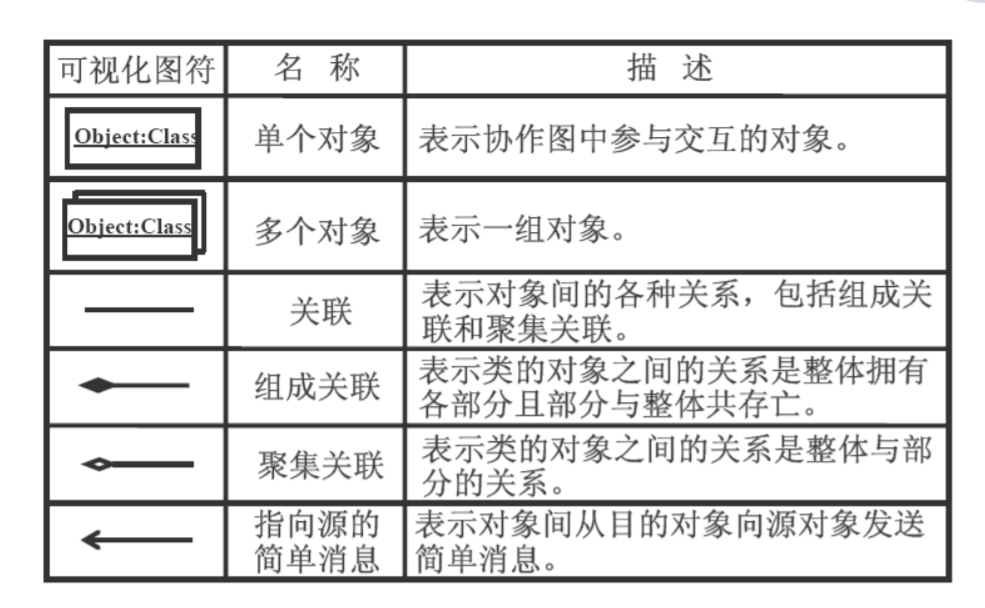 可视化图符 名 称 描 述
Object:Class 单个对象 表示协作图中参与交互的对象。
Object:Class 多个对象 表示一组对象。
关联 表示对象间的各种关系，包括组成关
联和聚集关联。
组成关联 表示类的对象之间的关系是整体拥有
各部分且部分与整体共存亡。
聚集关联 表示类的对象之间的关系是整体与部
分的关系。
指向源的 表示对象间从目的对象向源对象发送
简单消息 简单消息。